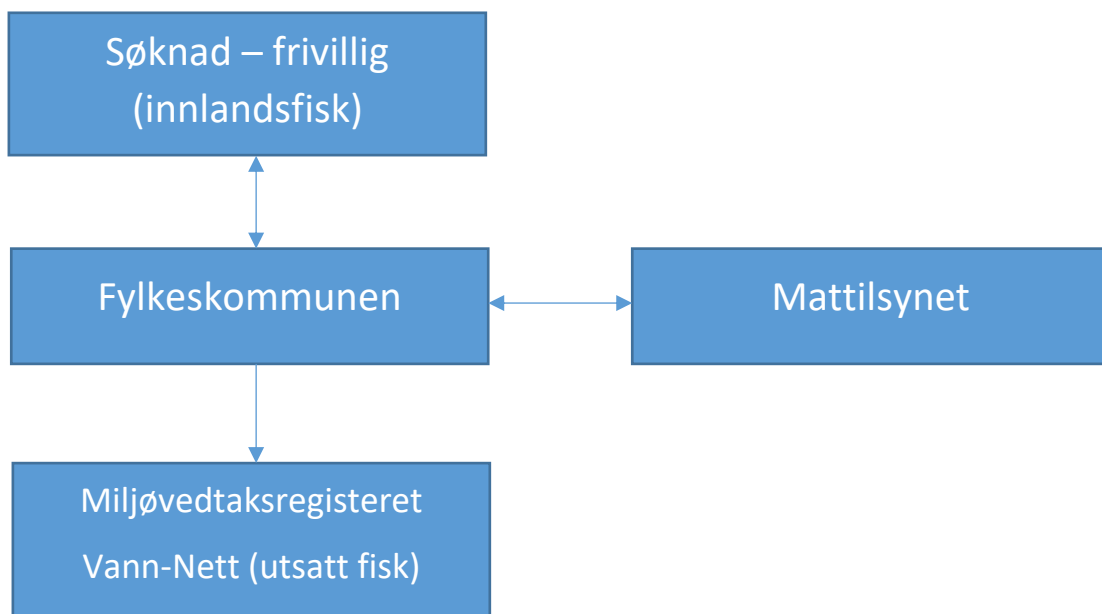 Søknad – frivillig
(innlandsfisk)
Fylkeskommunen
Mattilsynet
Miljøvedtaksregisteret
Vann-Nett (utsatt fisk)